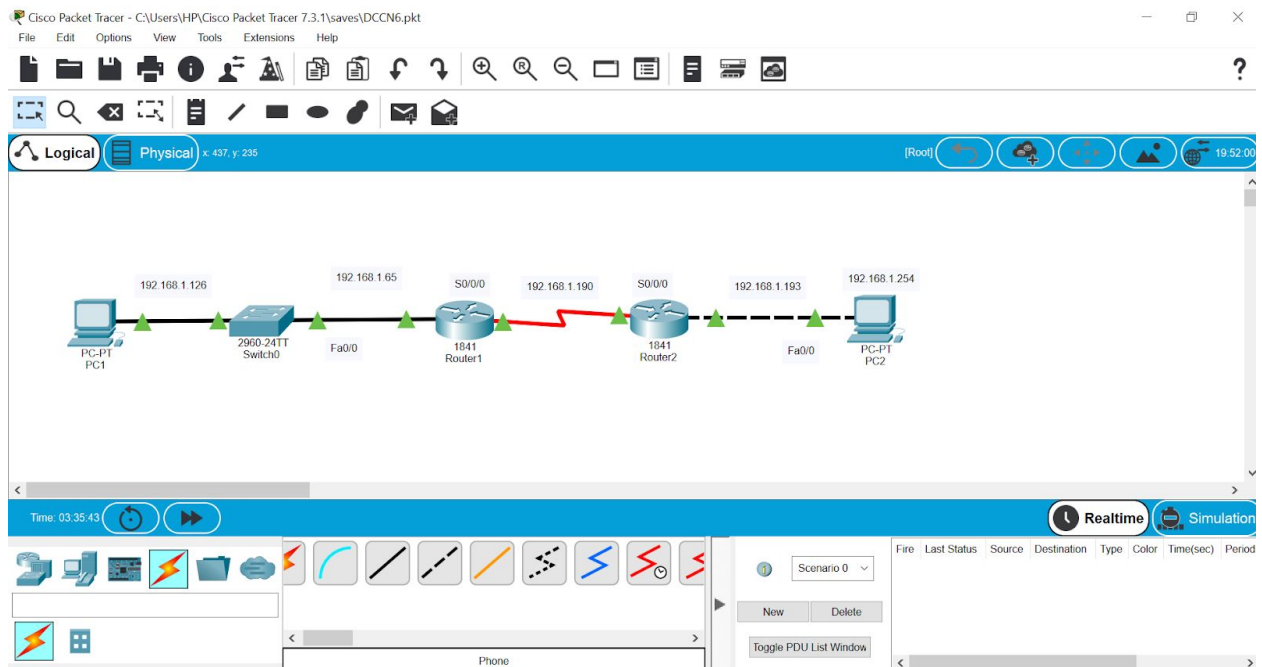 Cisco Packet Tracer - C:\Users\HP\Cisco Packet Tracer 7.3.1\saves\DCCN6.pkt
File Edit Options View Tools Extensions Help
R
?
Logical Physical x: 437, y: 235 [Root] 19:52:00
192.168.1.126 192.168.1.65 S0/0/0 192.168.1.190 S0/0/0 192.168.1.193 192.168.1.254
PC-PT
PC1
2960-24TT
Switch0
Fa0/0
1841
Router1
1841
Router2
Fa0/0
PC-PT
PC2
Time: 03:35:43 Realtime Simulation
Scenario 0
New Delete
Toggle PDU List Window
Fire Last Status Source Destination Type Color Time(sec) Period
Phone